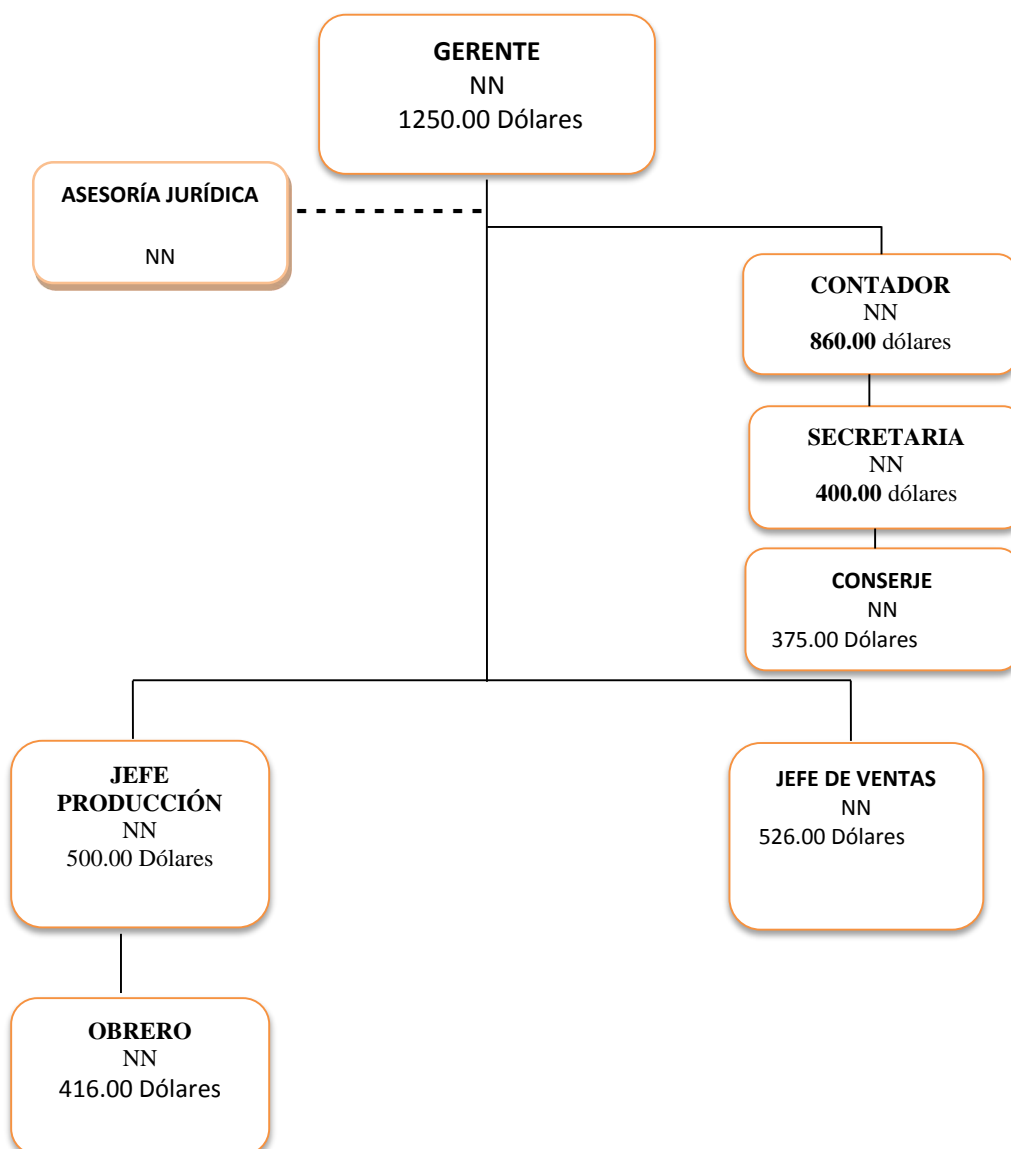 GERENTE
NN
1250.00 Dólares
ASESORÍA JURÍDICA
NN
CONTADOR
NN
860.00 dólares
SECRETARIA
NN
400.00 dólares
CONSERJE
NN
375.00 Dólares
JEFE
PRODUCCIÓN
NN
500.00 Dólares
JEFE DE VENTAS
NN
526.00 Dólares
OBRERO
NN
416.00 Dólares